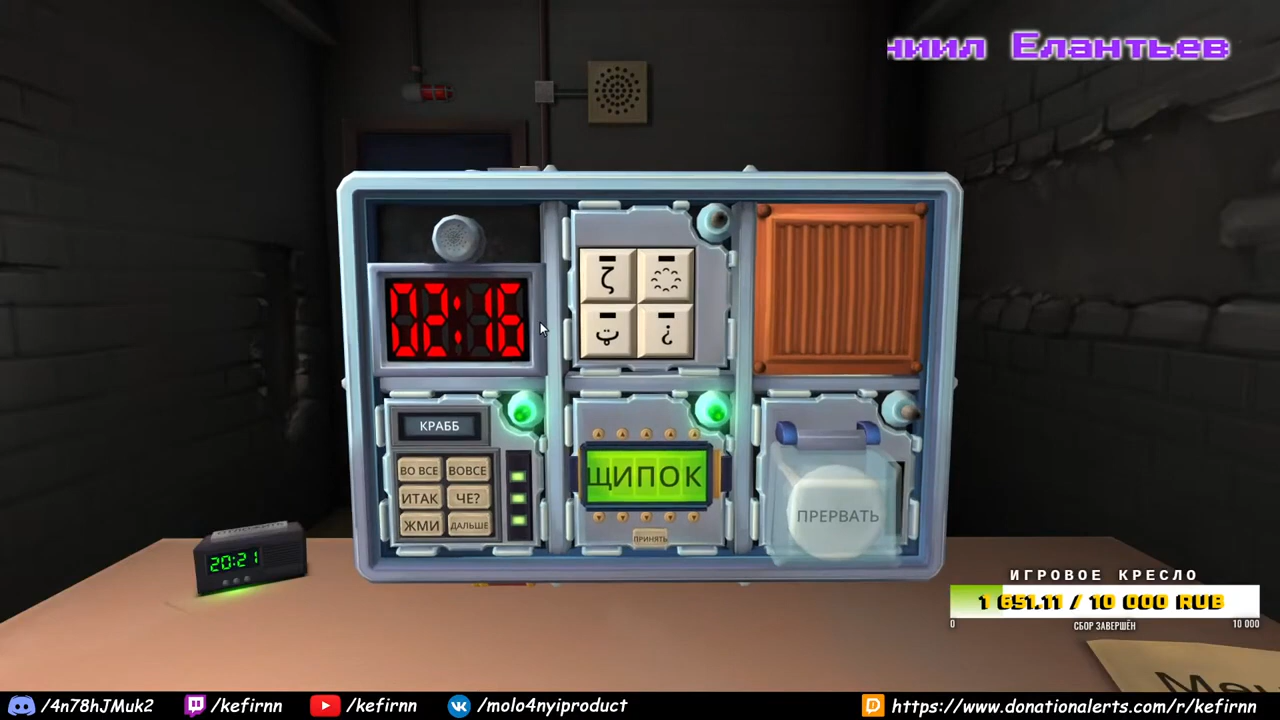 ниил Елантьев
02:16
КРАББ
ВО ВСЕ ВОВСЕ
ИТАК ЧЕ?
ЖМИ ДАЛЬШЕ
ЩИПОК
ПРИНЯТЬ
ПРЕРВАТЬ
20:21
ИГРОВОЕ КРЕСЛО
1 651.11 / 10 000 RUB
0 10 000
СБОР ЗАВЕРШЁН
/4n78hJMuk2 /kefirnn /kefirnn /molo4nyiproduct https://www.donationalerts.com/r/kefirnn